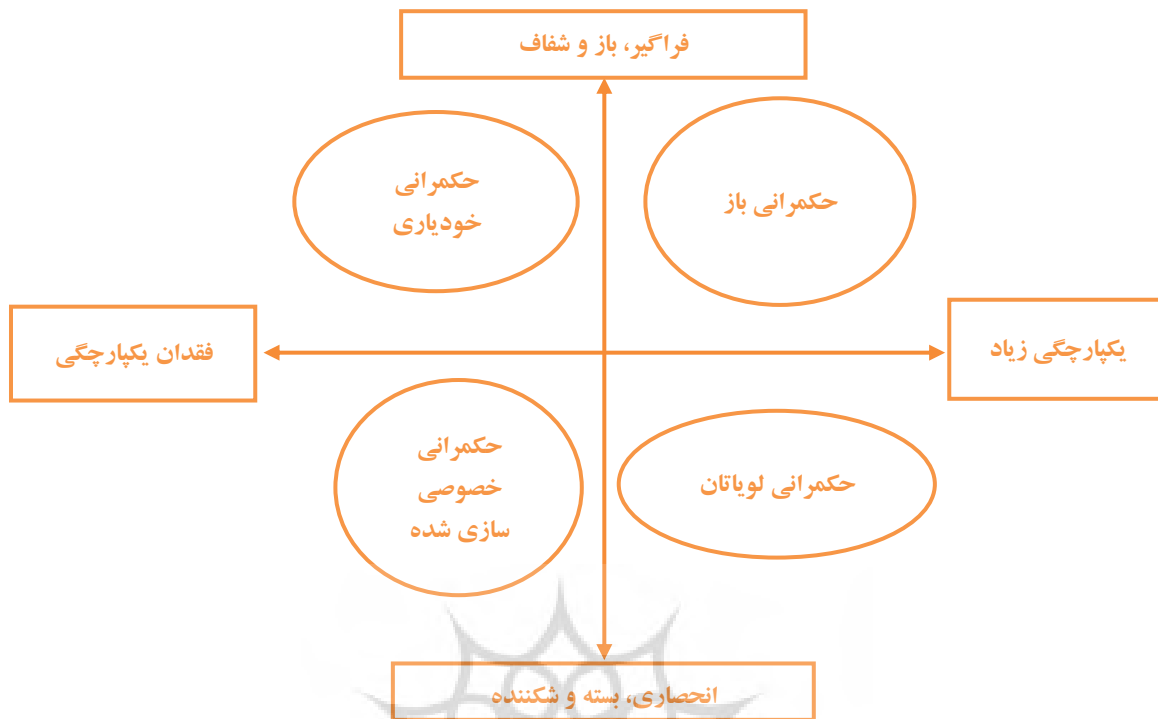 فراگیر، باز و شفاف
حکمرانی باز
حکمرانی
خودیاری
یکپارچگی زیاد
فقدان یکپارچگی
حکمرانی لویاتان
حکمرانی
خصوصی
سازی شده
انحصاری، بسته و شکننده